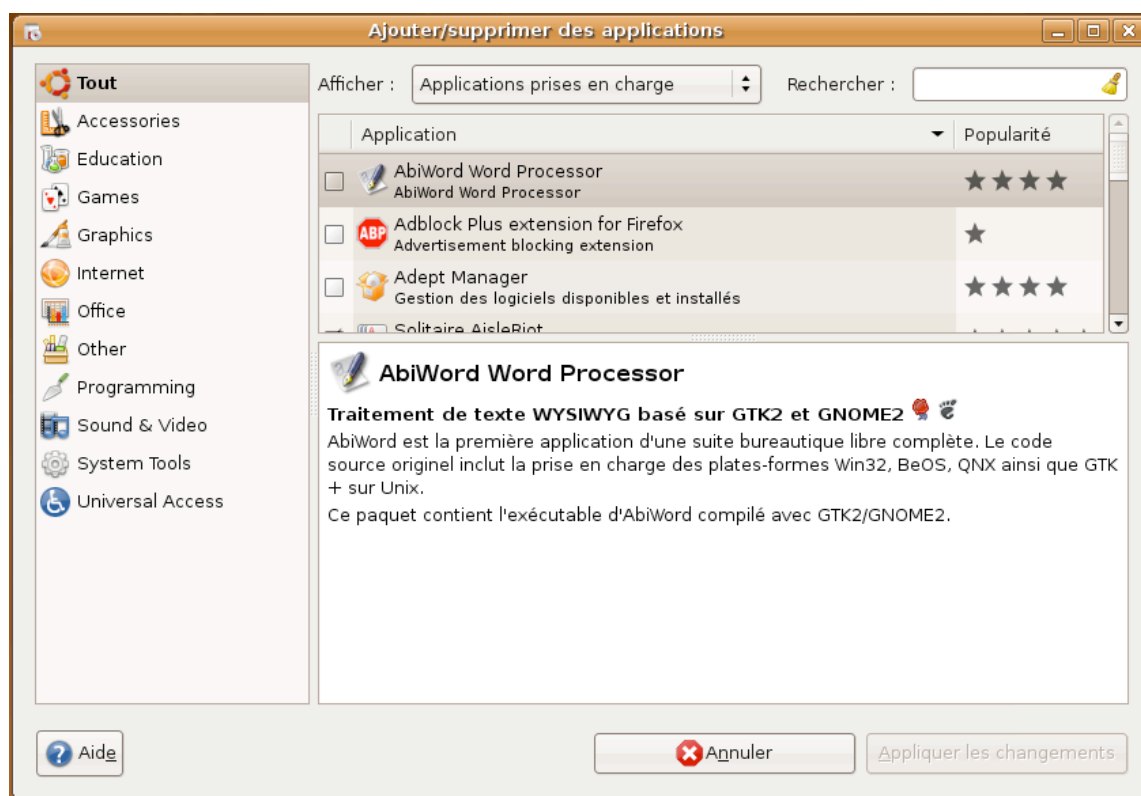 Ajouter/supprimer des applications
Tout
Accessories
Education
Games
Graphics
Internet
Office
Other
Programming
Sound & Video
System Tools
Universal Access
Afficher : Applications prises en charge Rechercher :
Application Popularité
AbiWord Word Processor
AbiWord Word Processor
ABP
Adblock Plus extension for Firefox
Advertisement blocking extension
Adept Manager
Gestion des logiciels disponibles et installés
Solitaire AisleRiot
AbiWord Word Processor
Traitement de texte WYSIWYG basé sur GTK2 et GNOME2
AbiWord est la première application d'une suite bureautique libre complète. Le code
source originel inclut la prise en charge des plates-formes Win32, BeOS, QNX ainsi que GTK
+ sur Unix.
Ce paquet contient l'exécutable d'AbiWord compilé avec GTK2/GNOME2.
Aide Annuler Appliquer les changements